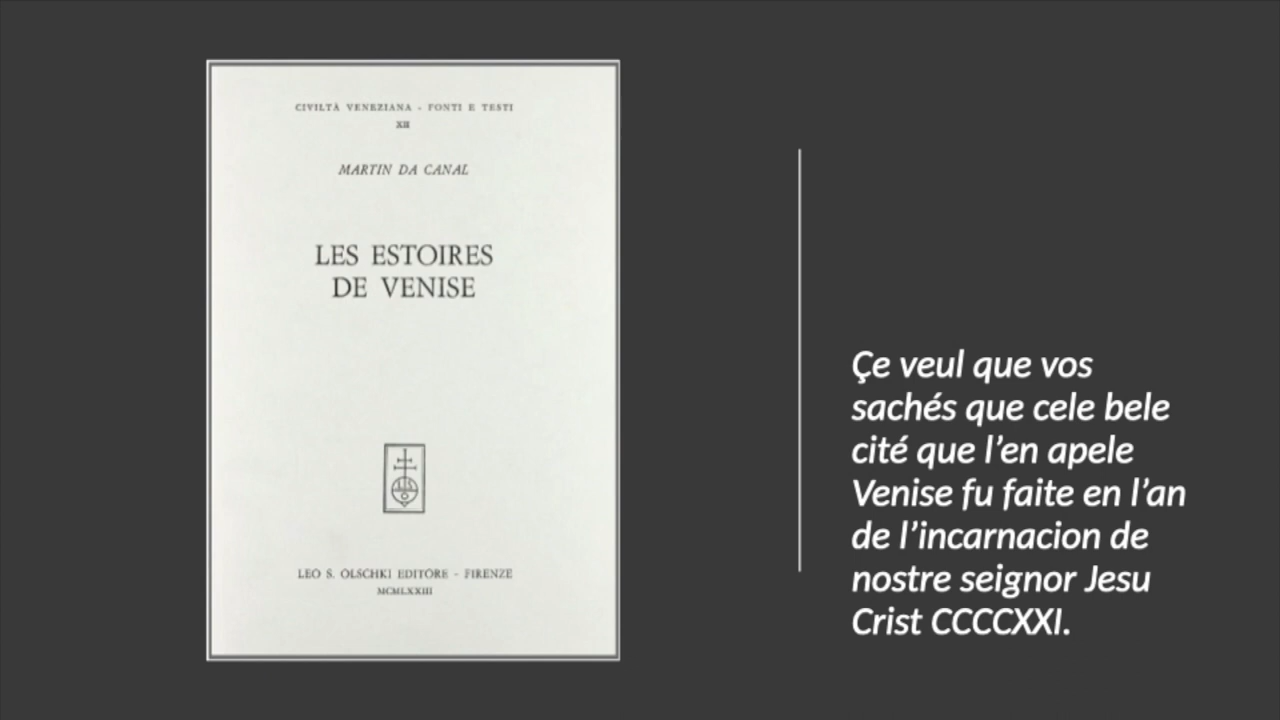 CIVILTÀ VENEZIANA - FONTI E TESTI
XII
MARTIN DA CANAL
LES ESTOIRES
DE VENISE
LEO S. OLSCHKI EDITORE - FIRENZE
MCMLXXIII
Çe veul que vos
sachés que cele bele
cité que l’en apele
Venise fu faite en l’an
de l’incarnacion de
nostre seignor Jesu
Crist CCCCXXI.